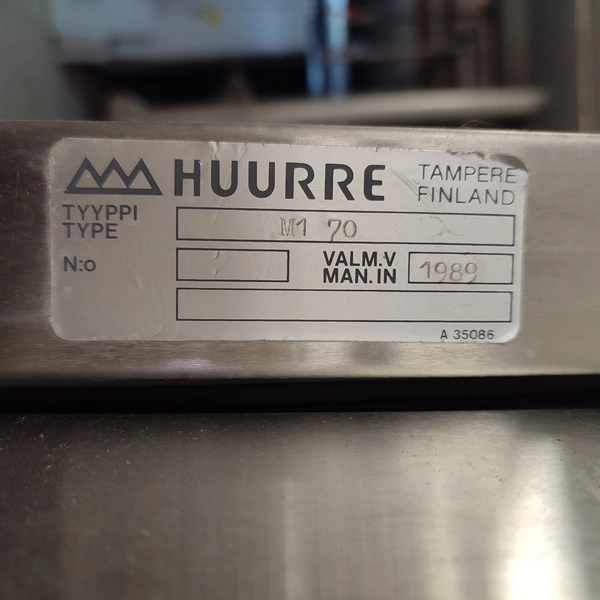 HUURRE TAMPERE
FINLAND
TYYPPI
TYPE M1 70
N:o VALM.V
MAN.IN 1989
A 35086